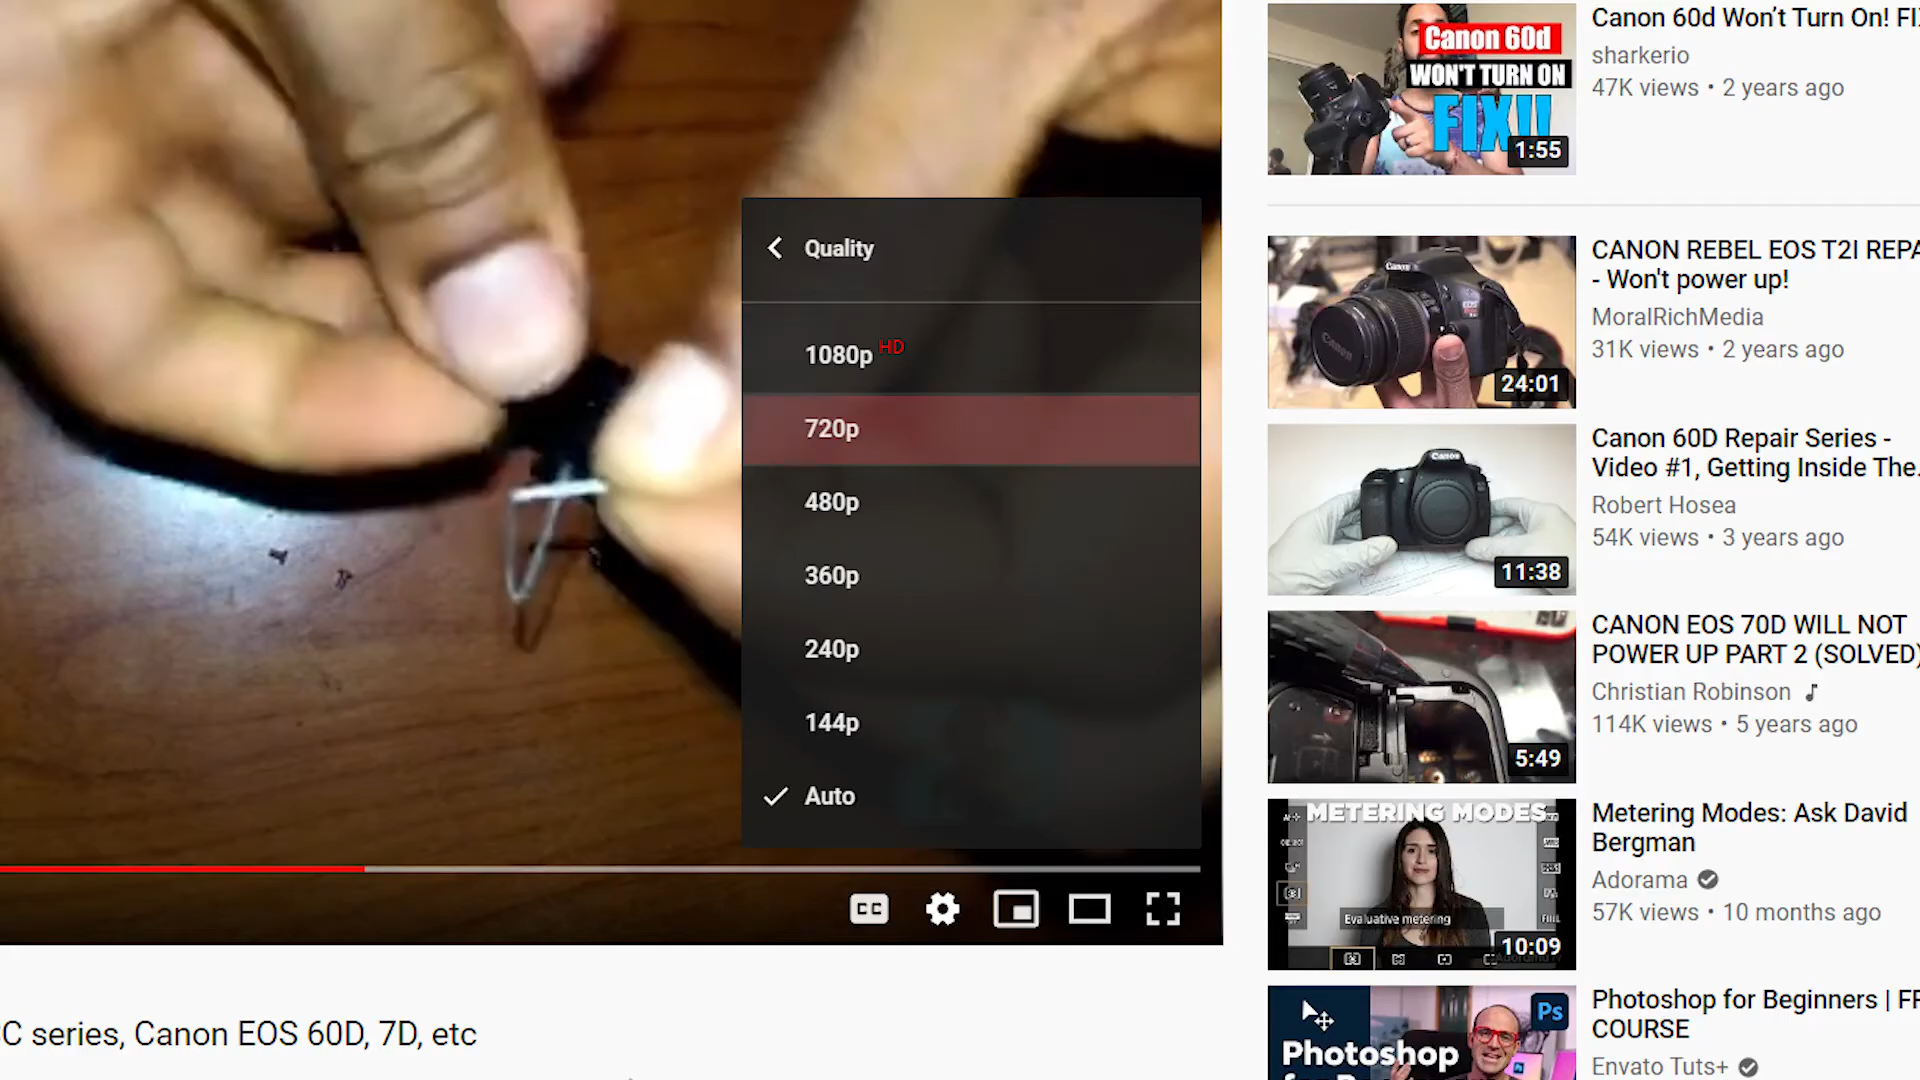 Quality
1080p HD
720p
480p
360p
240p
144p
Auto
CC
C series, Canon EOS 60D, 7D, etc
Canon 60d
WON'T TURN ON
FIX!!
1:55
Canon 60d Won't Turn On! FI
sharkerio
47K views • 2 years ago
Canon
Canon
24:01
CANON REBEL EOS T2I REPA
- Won't power up!
MoralRichMedia
31K views • 2 years ago
Canon
11:38
Canon 60D Repair Series -
Video #1, Getting Inside The.
Robert Hosea
54K views • 3 years ago
5:49
CANON EOS 70D WILL NOT
POWER UP PART 2 (SOLVED)
Christian Robinson
114K views • 5 years ago
METERING MODES
Evaluative metering
10:09
Metering Modes: Ask David
Bergman
Adorama
57K views • 10 months ago
Ps
Photoshop
Photoshop for Beginners | F
COURSE
Envato Tuts+